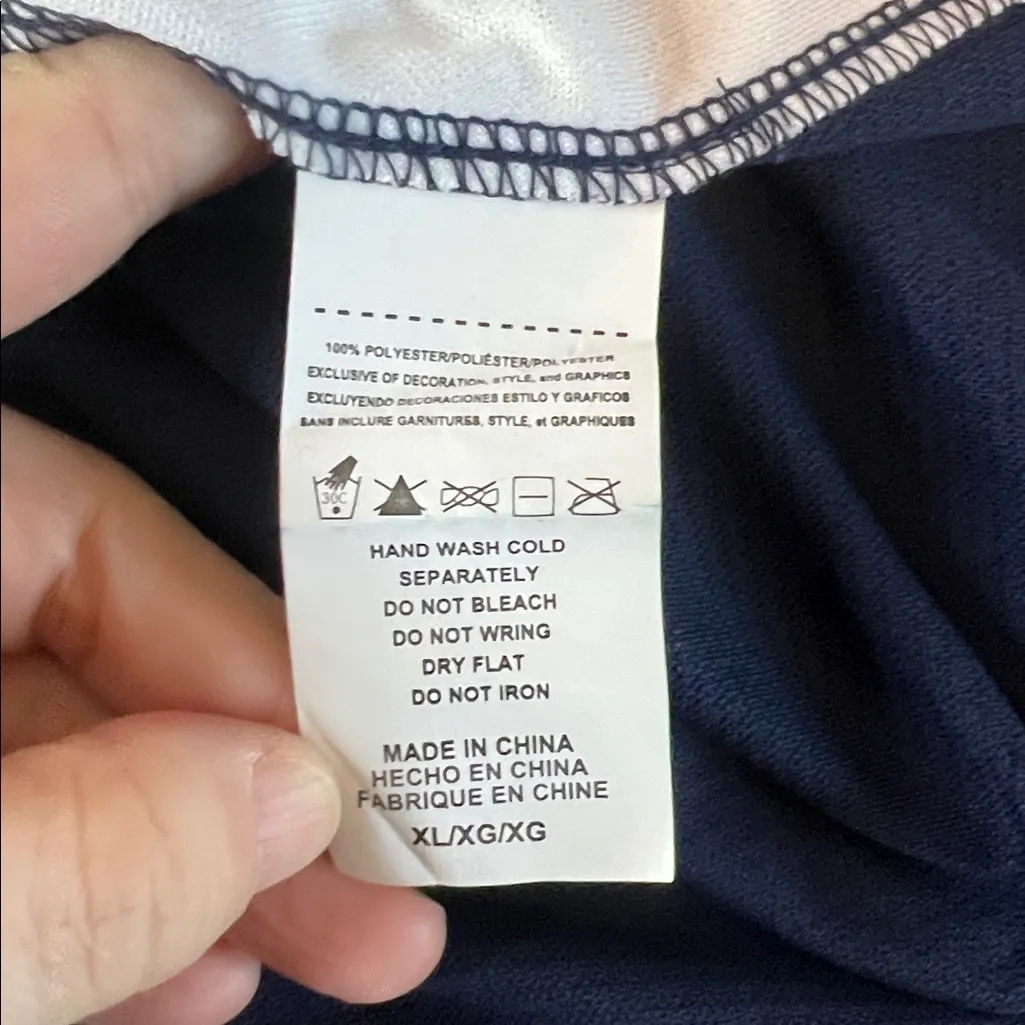 100% POLYESTER/POLIÉSTER/POLYESTER
EXCLUSIVE OF DECORATION, STYLE, and GRAPHICS
EXCLUYENDO DECORACIONES ESTILO Y GRAFICOS
SANS INCLURE GARNITURES, STYLE, et GRAPHIQUES
30C
HAND WASH COLD
SEPARATELY
DO NOT BLEACH
DO NOT WRING
DRY FLAT
DO NOT IRON
MADE IN CHINA
HECHO EN CHINA
FABRIQUE EN CHINE
XL/XG/XG